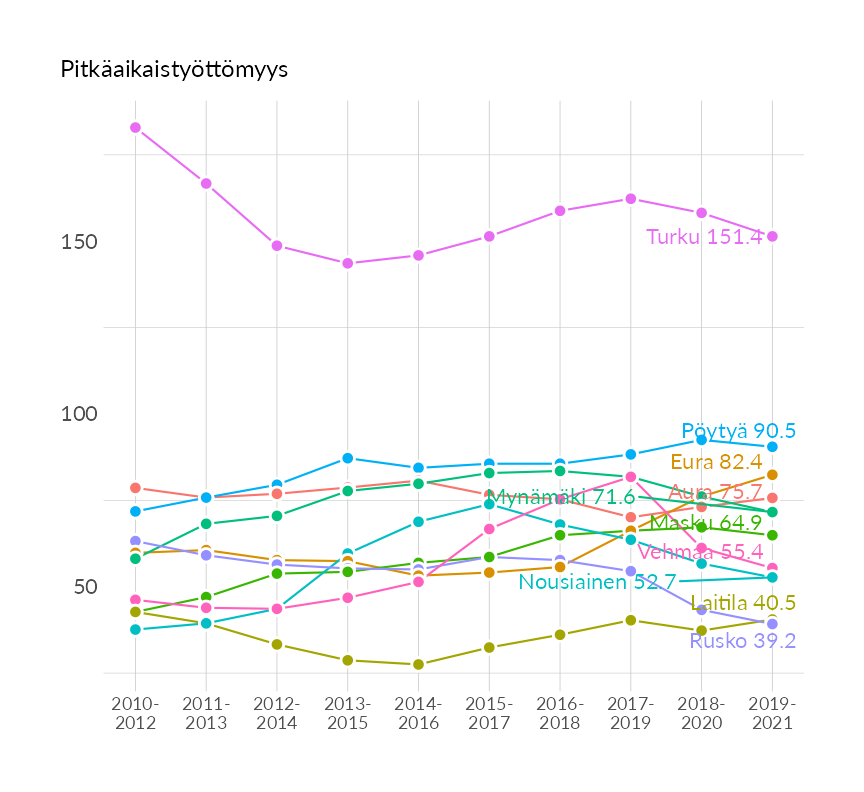 Pitkäaikaistyöttömyys
150
Turku 151.4
100
Pöytyä 90.5
Eura 82.4
Aura 75.7
Mynämäki 71.6
Masku 64.9
Vehmaa 55.4
50
Nousiainen 52.7
Laitila 40.5
Rusko 39.2
2010- 2011- 2012- 2013- 2014- 2015- 2016- 2017- 2018- 2019-
2012 2013 2014 2015 2016 2017 2018 2019 2020 2021